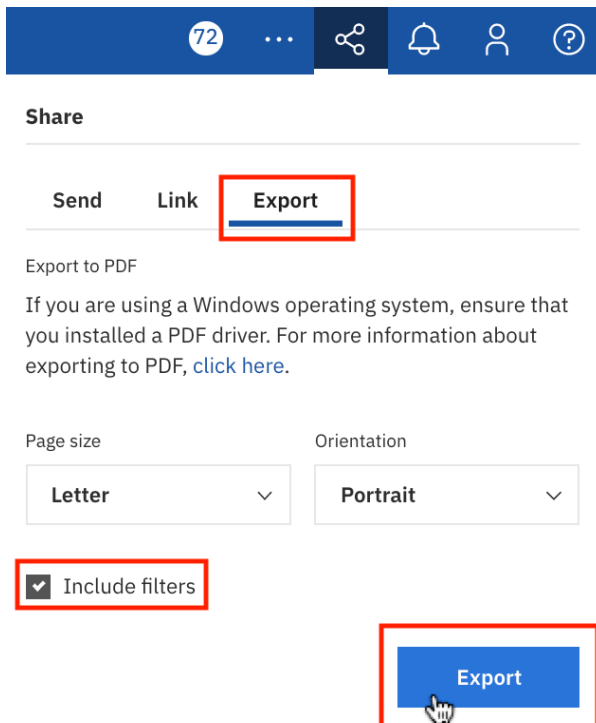 72
Share
Send Link Export
Export to PDF
If you are using a Windows operating system, ensure that
you installed a PDF driver. For more information about
exporting to PDF, click here.
Page size Orientation
Letter Portrait
Include filters
Export